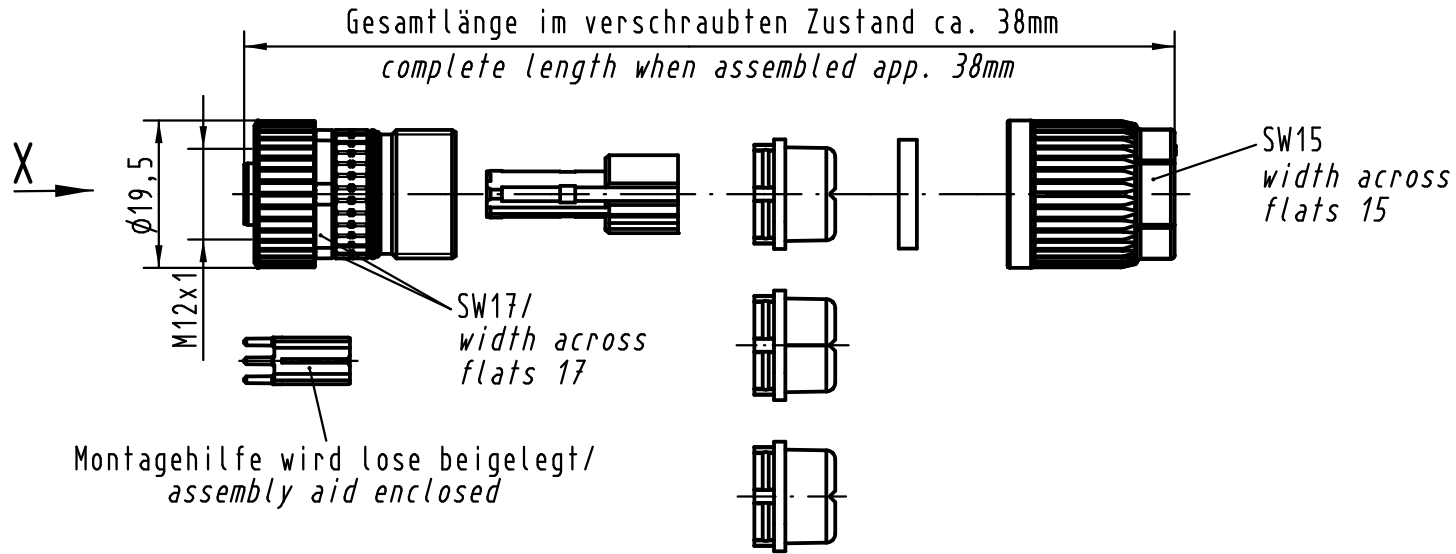 Gesamtlänge im verschraubten Zustand ca. 38mm
complete length when assembled app. 38mm
X
Ø19,5
M12x1
SW15
width across
flats 15
SW17/
width across
flats 17
Montagehilfe wird lose beigelegt/
assembly aid enclosed